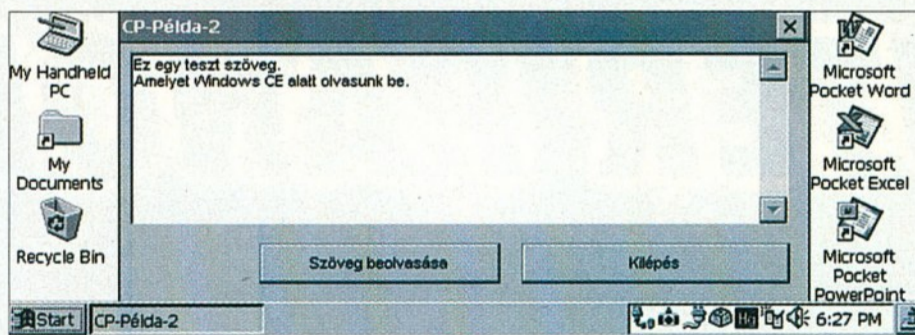 CP-Példa-2
My Handheld
PC
My
Documents
Recycle Bin
Ez egy teszt szöveg.
Amelyet Windows CE alatt olvasunk be.
Szöveg beolvasása
Kilépés
Microsoft
Pocket Word
Microsoft
Pocket Excel
Microsoft
Pocket
PowerPoint
Start
CP-Példa-2
6:27 PM